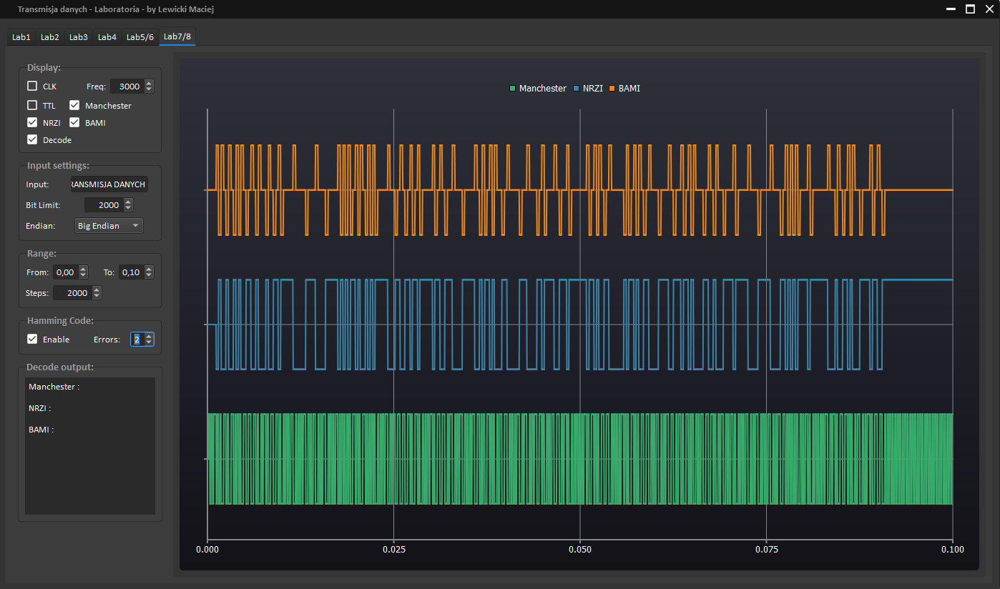 Transmisja danych - Laboratoria - by Lewicki Maciej
Lab1 Lab2 Lab3 Lab4 Lab5/6 Lab7/8
Display:
CLK Freq: 3000
TTL Manchester
NRZI BAMI
Decode
Input settings:
Input: RANSMISJA DANYCH
Bit Limit: 2000
Endian: Big Endian
Range:
From: 0,00 To: 0,10
Steps: 2000
Hamming Code:
Enable Errors: 2
Decode output:
Manchester :
NRZI :
BAMI :
Manchester NRZI BAMI
0.000 0.025 0.050 0.075 0.100